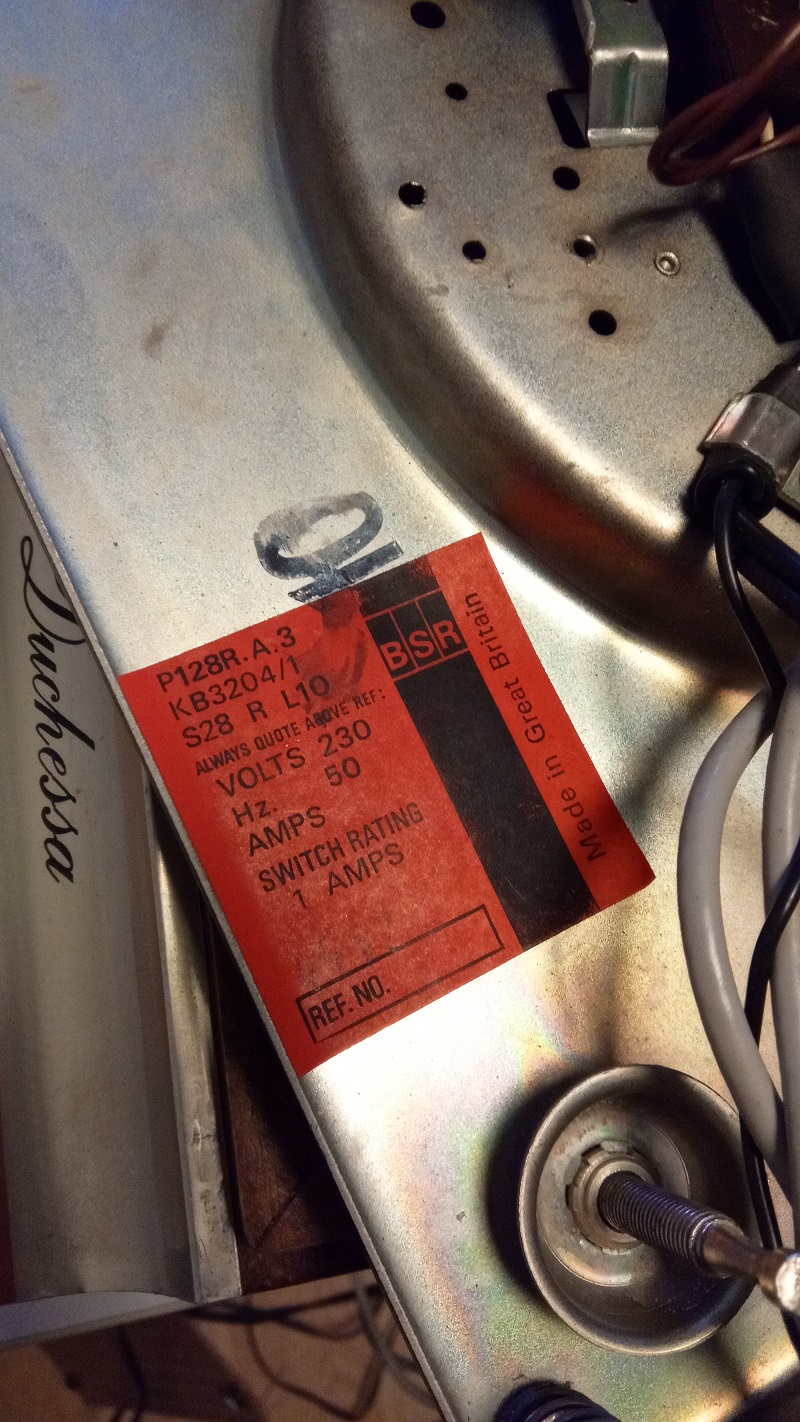 P128R.A.3
KB3204/1
S28 R L10
ALWAYS QUOTE ABOVE REF:
VOLTS 230
Hz. 50
AMPS
SWITCH RATING
1 AMPS
REF. NO.
BSR
Made in Great Britain
Duchessa